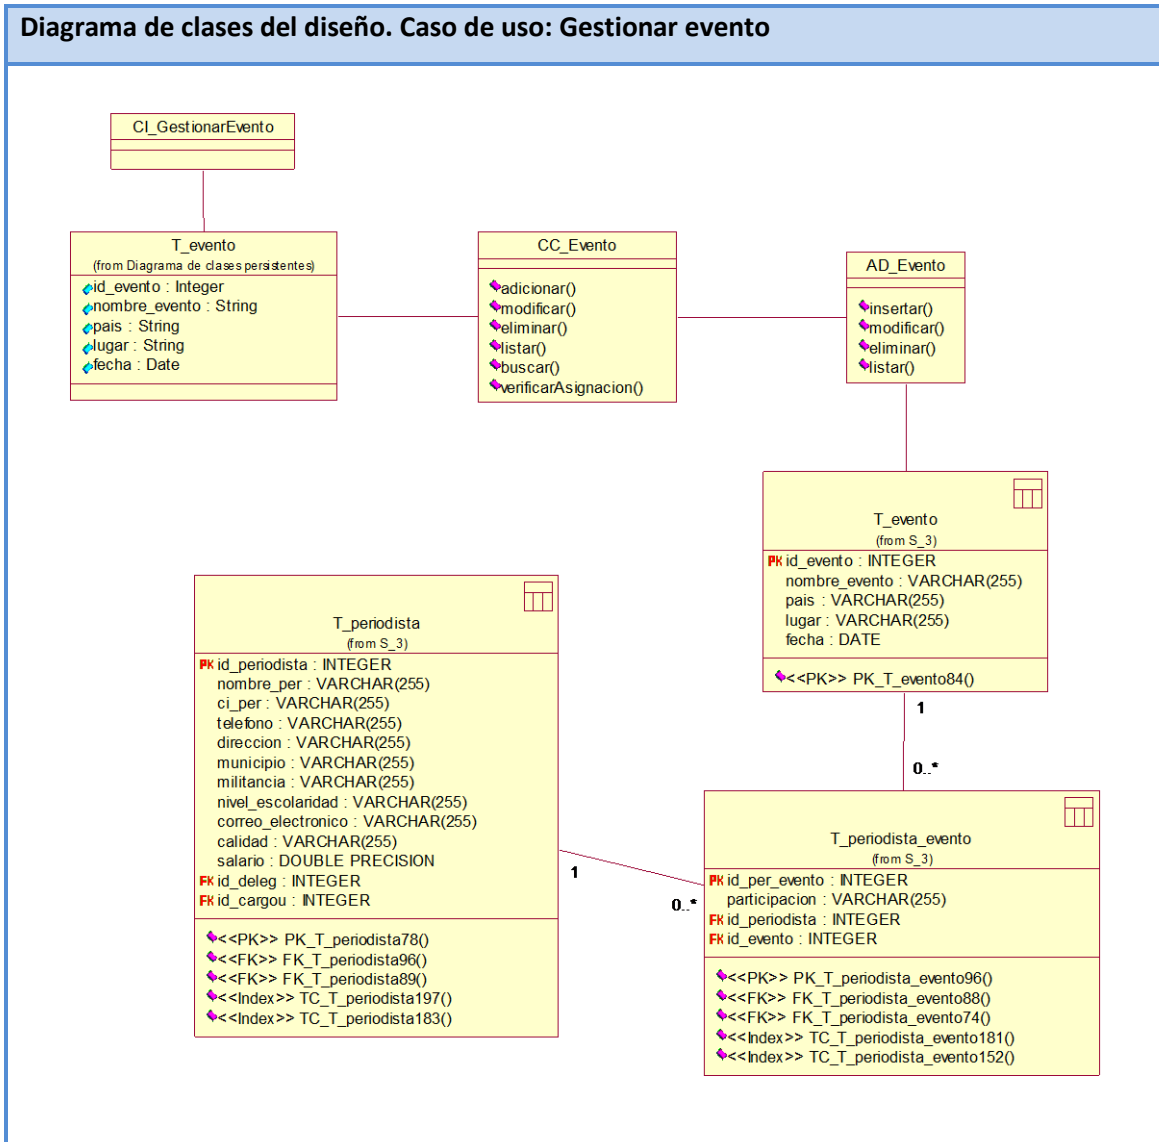 Diagrama de clases del diseño. Caso de uso: Gestionar evento
CI_GestionarEvento
T_evento
(from Diagrama de clases persistentes)
id_evento : Integer
nombre_evento : String
pais : String
lugar : String
fecha : Date
CC_Evento
adicionar()
modificar()
eliminar()
listar()
buscar()
verificarAsignacion()
AD_Evento
insertar()
modificar()
eliminar()
listar()
T_evento
(from S_3)
PK id_evento : INTEGER
nombre_evento : VARCHAR(255)
pais : VARCHAR(255)
lugar : VARCHAR(255)
fecha : DATE
<<PK>> PK_T_evento84()
1
0..*
T_periodista
(from S_3)
PK id_periodista : INTEGER
nombre_per : VARCHAR(255)
ci_per : VARCHAR(255)
telefono : VARCHAR(255)
direccion : VARCHAR(255)
municipio : VARCHAR(255)
militancia : VARCHAR(255)
nivel_escolaridad : VARCHAR(255)
correo_electronico : VARCHAR(255)
calidad : VARCHAR(255)
salario : DOUBLE PRECISION
FK id_deleg : INTEGER
FK id_cargou : INTEGER
<<PK>> PK_T_periodista78()
<<FK>> FK_T_periodista96()
<<FK>> FK_T_periodista89()
<<Index>> TC_T_periodista197()
<<Index>> TC_T_periodista183()
1
0..*
T_periodista_evento
(from S_3)
PK id_per_evento : INTEGER
participacion : VARCHAR(255)
FK id_periodista : INTEGER
FK id_evento : INTEGER
<<PK>> PK_T_periodista_evento96()
<<FK>> FK_T_periodista_evento88()
<<FK>> FK_T_periodista_evento74()
<<Index>> TC_T_periodista_evento181()
<<Index>> TC_T_periodista_evento152()